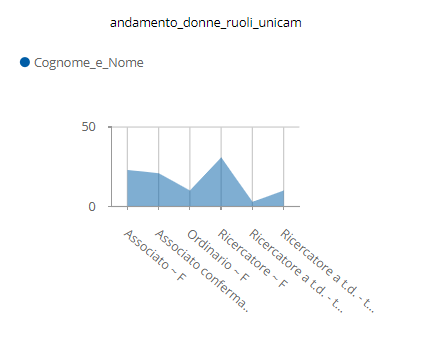 andamento_donne_ruoli_unicam
Cognome_e_Nome
50
0
Associato ~ F
Associato conferma..
Ordinario ~ F
Ricercatore ~ F
Ricercatore a t.d. - t...
Ricercatore a t.d. - t...